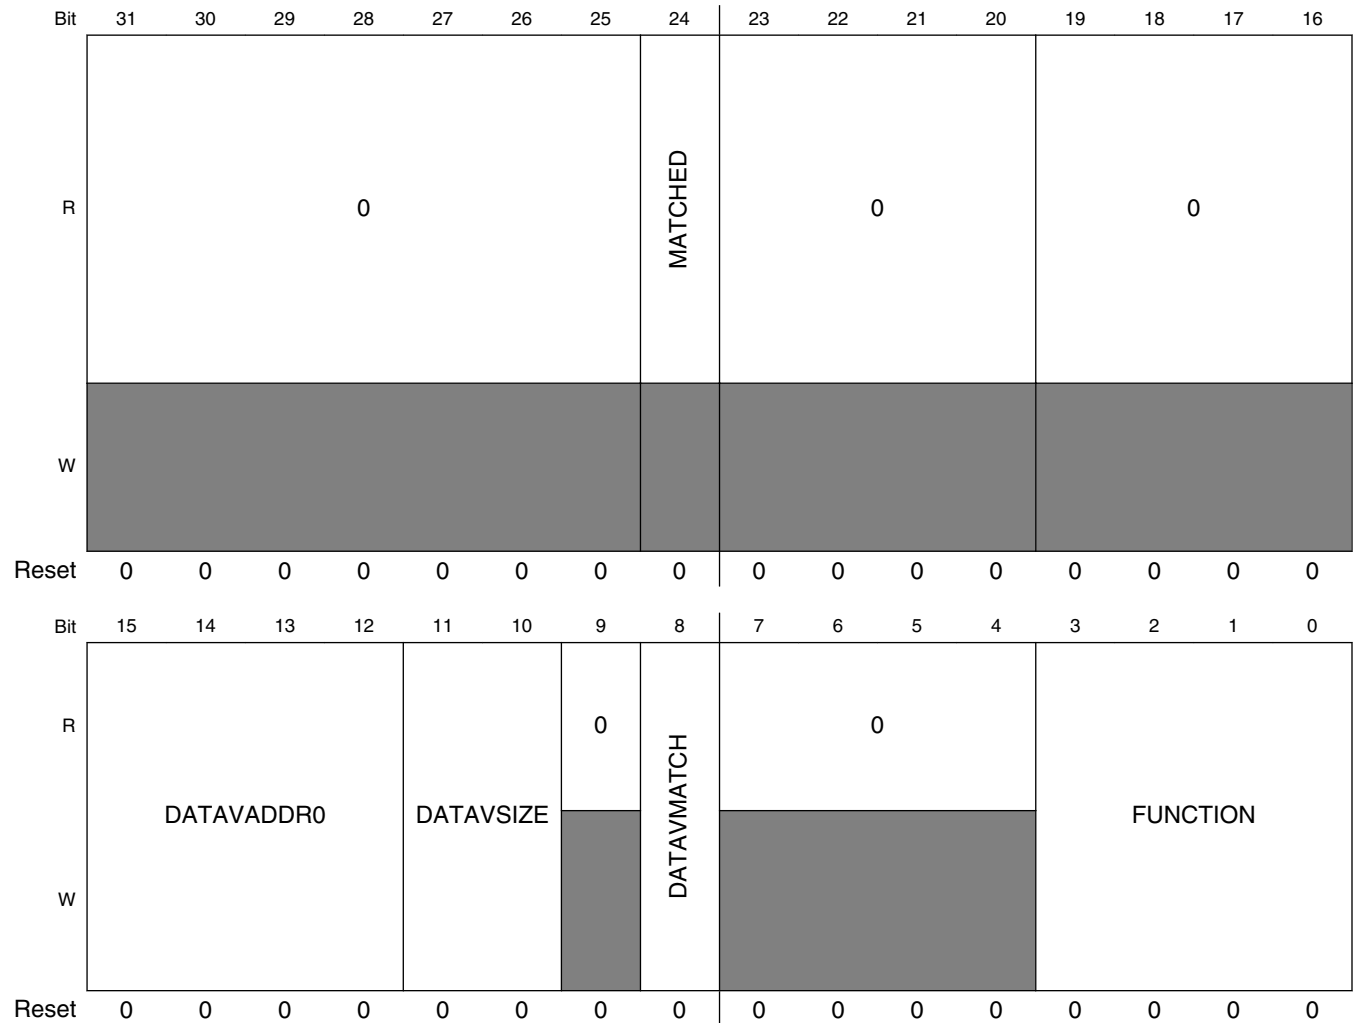 Bit 31 30 29 28 27 26 25 24 23 22 21 20 19 18 17 16
R 0 MATCHED 0 0
W
Reset 0 0 0 0 0 0 0 0 0 0 0 0 0 0 0 0
Bit 15 14 13 12 11 10 9 8 7 6 5 4 3 2 1 0
R 0 0
DATAVADDR0 DATAVSIZE DATAVMATCH FUNCTION
W
Reset 0 0 0 0 0 0 0 0 0 0 0 0 0 0 0 0